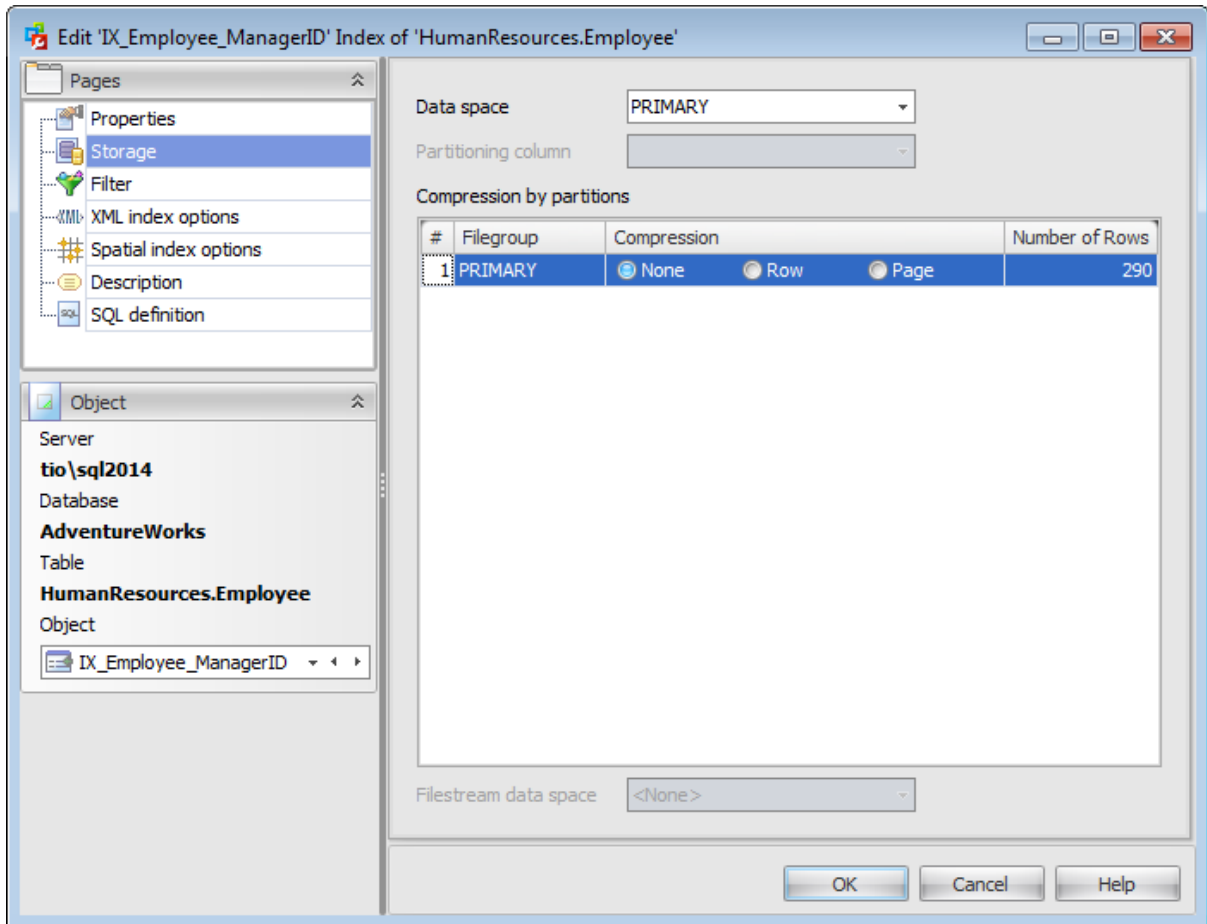 Edit 'IX_Employee_ManagerID' Index of 'HumanResources.Employee'
Pages
Properties
Storage
Filter
XML index options
Spatial index options
Description
SQL definition
Object
Server
tio\sql2014
Database
AdventureWorks
Table
HumanResources.Employee
Object
IX_Employee_ManagerID
Data space PRIMARY
Partitioning column
Compression by partitions
# Filegroup Compression Number of Rows
1 PRIMARY None Row Page 290
Filestream data space <None>
OK Cancel Help